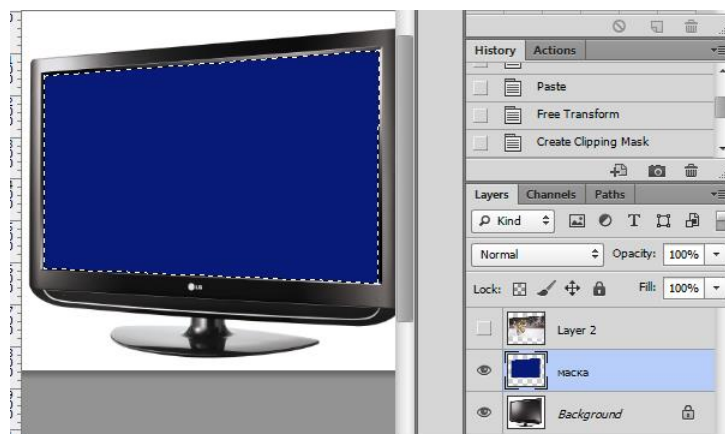 History Actions
Paste
Free Transform
Create Clipping Mask
Layers Channels Paths
Kind
Normal Opacity: 100%
Lock: Fill: 100%
Layer 2
маска
Background
LG